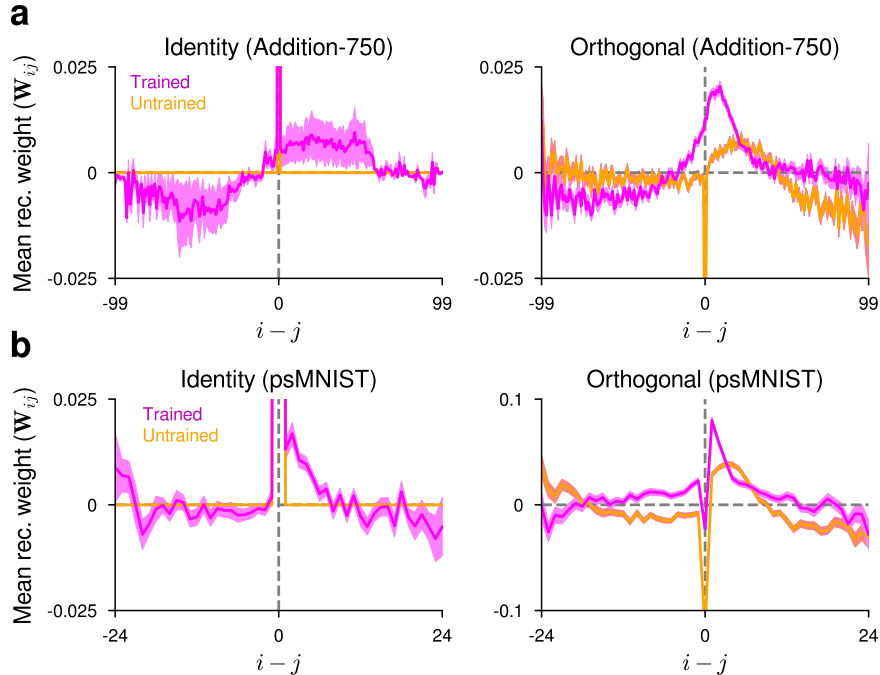 a
Identity (Addition-750)
Orthogonal (Addition-750)
Mean rec. weight (W_ij)
0.025
0
-0.025
Trained
Untrained
-99
0
99
i − j
0.025
0
-0.025
-99
0
99
i − j
b
Identity (psMNIST)
Orthogonal (psMNIST)
Mean rec. weight (W_ij)
0.025
0
-0.025
Trained
Untrained
-24
0
24
i − j
0.1
0
-0.1
-24
0
24
i − j